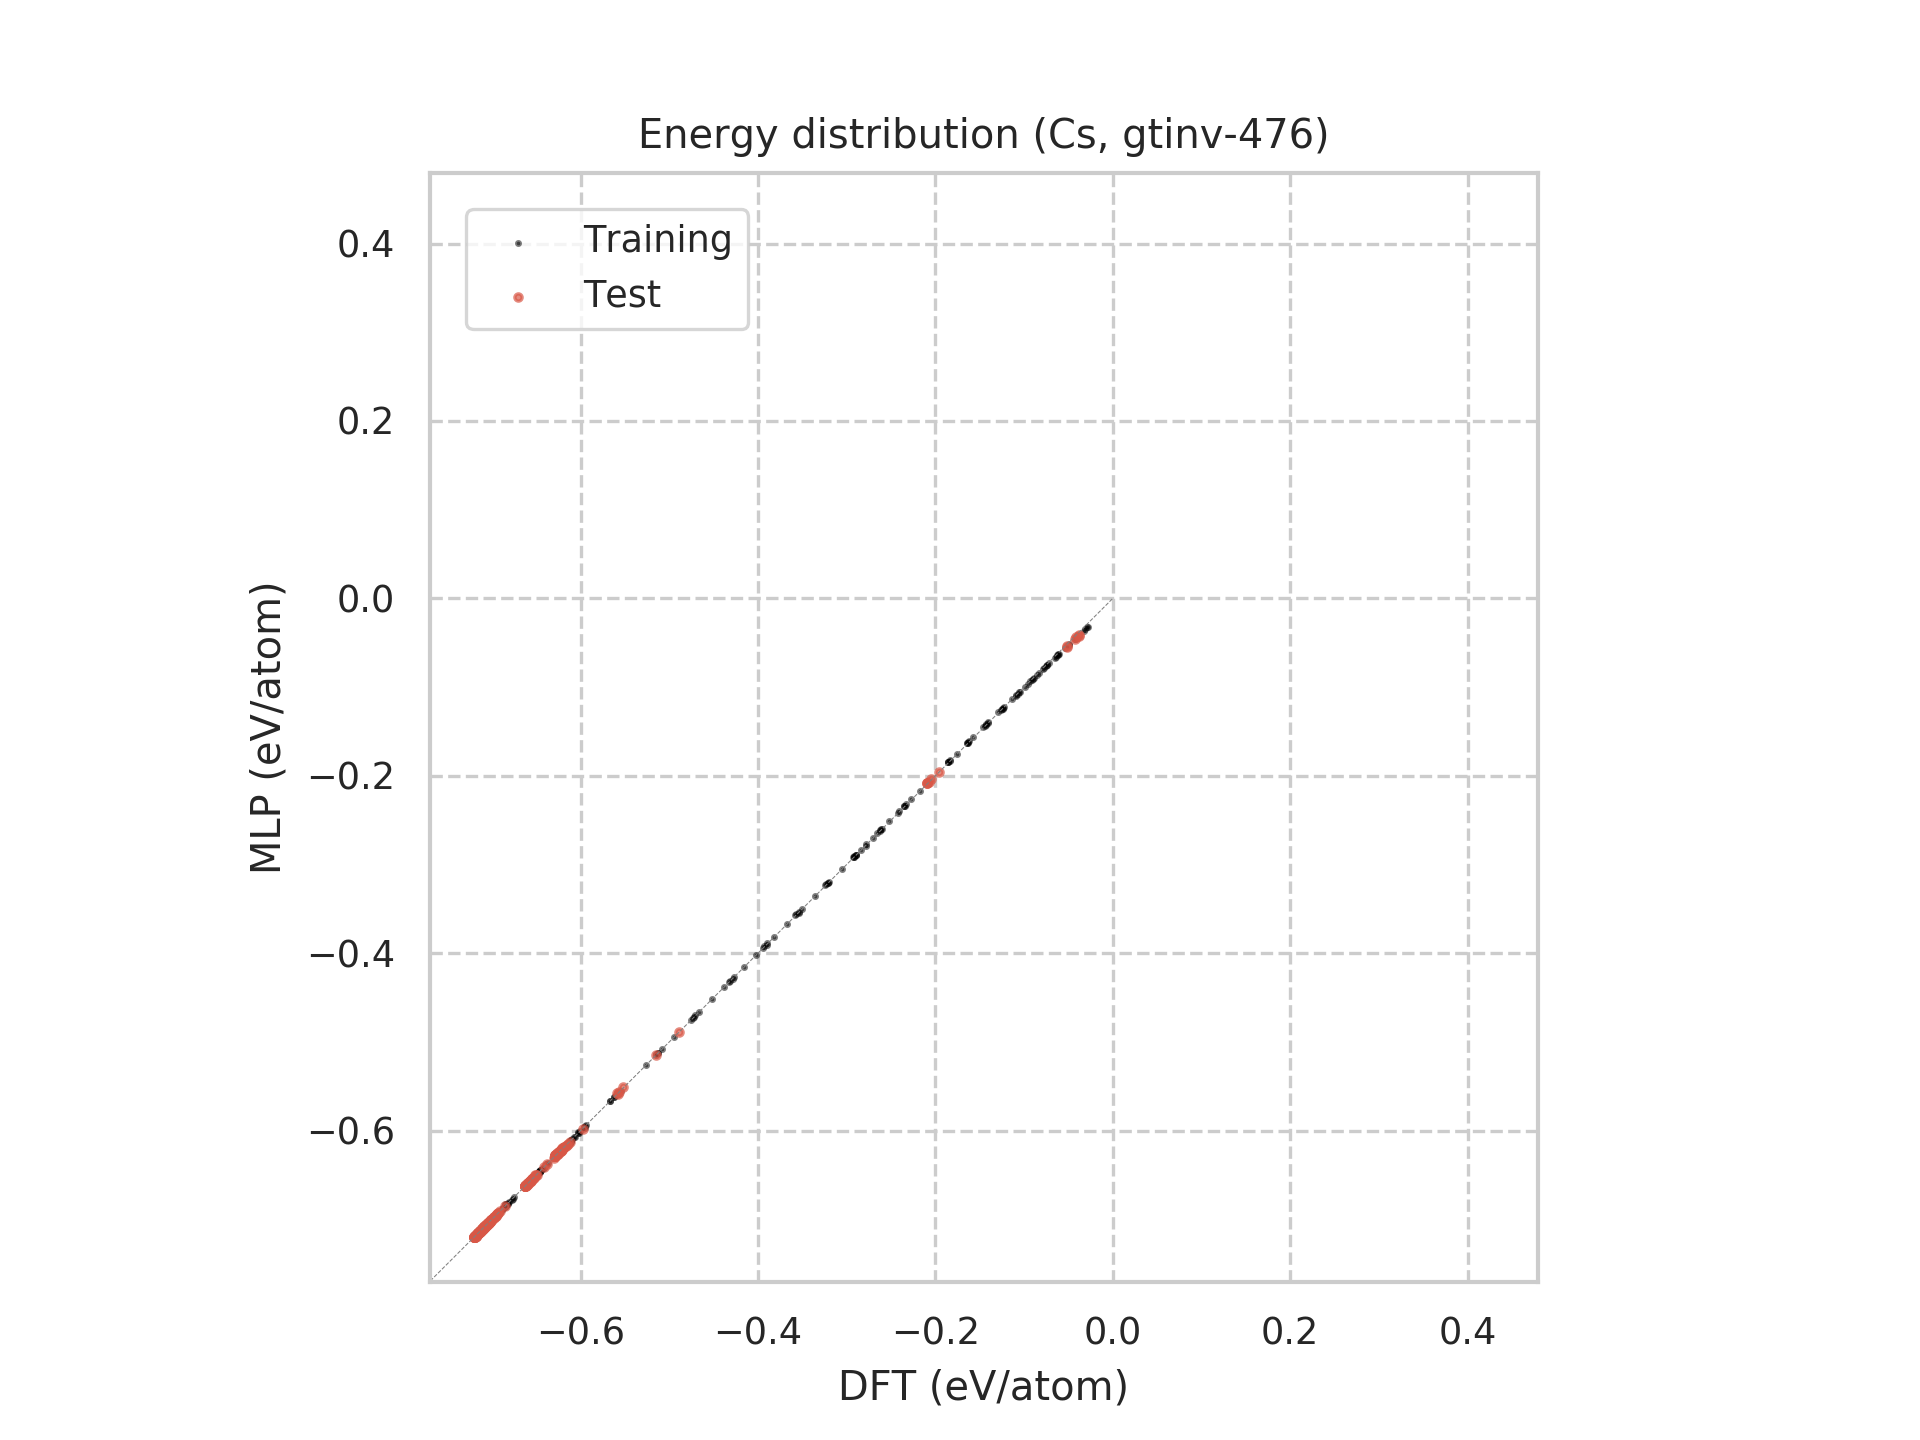 Energy distribution (Cs, gtinv-476)
Training
Test
0.4
0.2
0.0
−0.2
−0.4
−0.6
MLP (eV/atom)
−0.6 −0.4 −0.2 0.0 0.2 0.4
DFT (eV/atom)